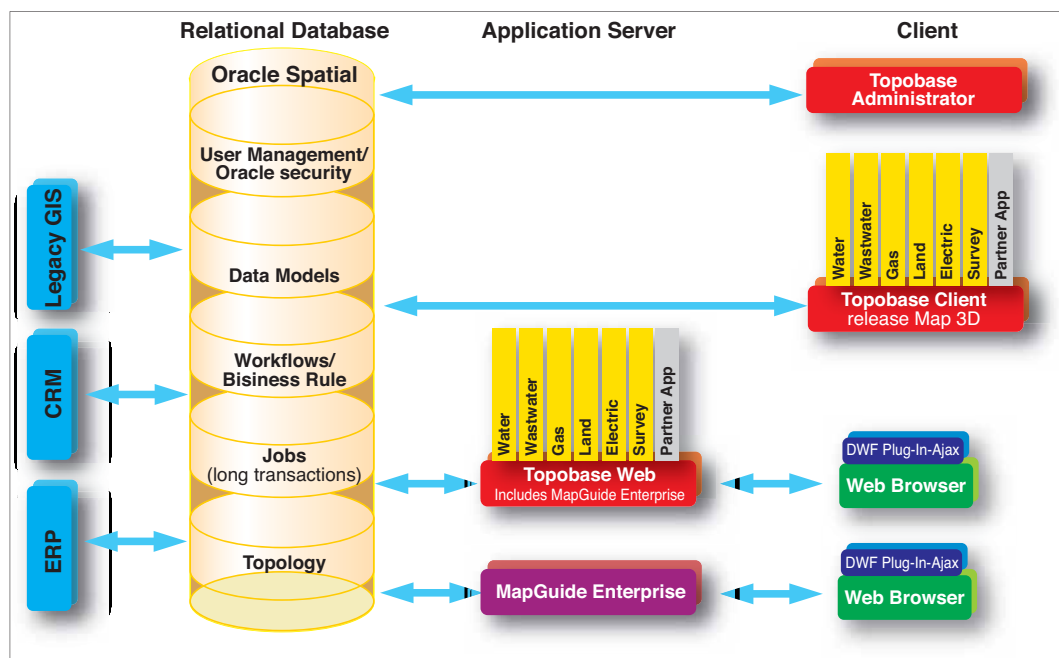 Relational Database
Application Server
Client
Oracle Spatial
Topobase
Administrator
User Management/
Oracle security
Water
Wastwater
Gas
Land
Electric
Survey
Partner App
Legacy GIS
Data Models
Topobase Client
release Map 3D
Workflows/
Bisiness Rule
Water
Wastwater
Gas
Land
Electric
Survey
Partner App
CRM
Jobs
(long transactions)
Topobase Web
Includes MapGuide Enterprise
DWF Plug-In-Ajax
Web Browser
ERP
Topology
MapGuide Enterprise
DWF Plug-In-Ajax
Web Browser